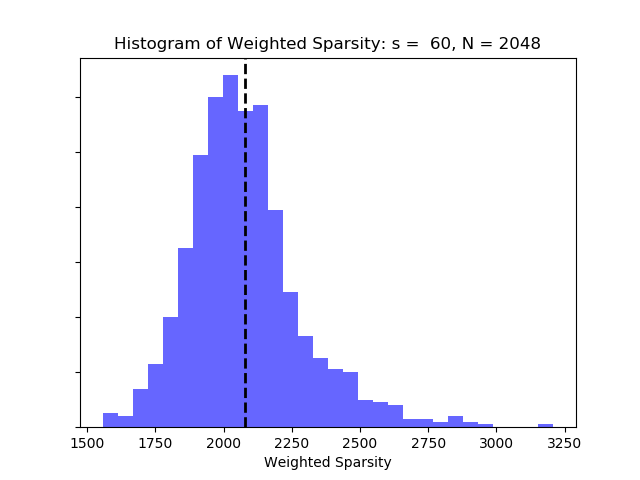 Histogram of Weighted Sparsity: s =  60, N = 2048
1500 1750 2000 2250 2500 2750 3000 3250
Weighted Sparsity